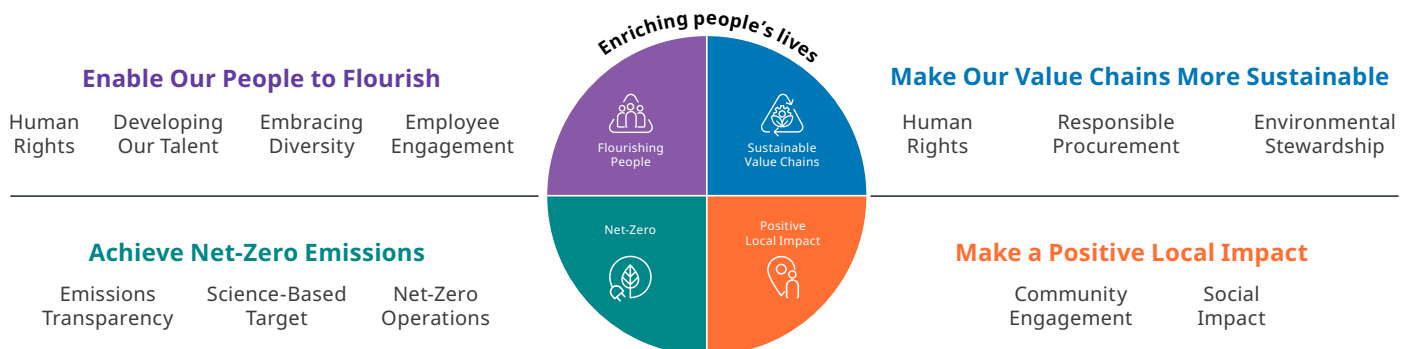 Enriching people's lives
Enable Our People to Flourish
Human
Rights
Developing
Our Talent
Embracing
Diversity
Employee
Engagement
Flourishing
People
Sustainable
Value Chains
Make Our Value Chains More Sustainable
Human
Rights
Responsible
Procurement
Environmental
Stewardship
Achieve Net-Zero Emissions
Emissions
Transparency
Science-Based
Target
Net-Zero
Operations
Net-Zero
Positive
Local Impact
Make a Positive Local Impact
Community
Engagement
Social
Impact